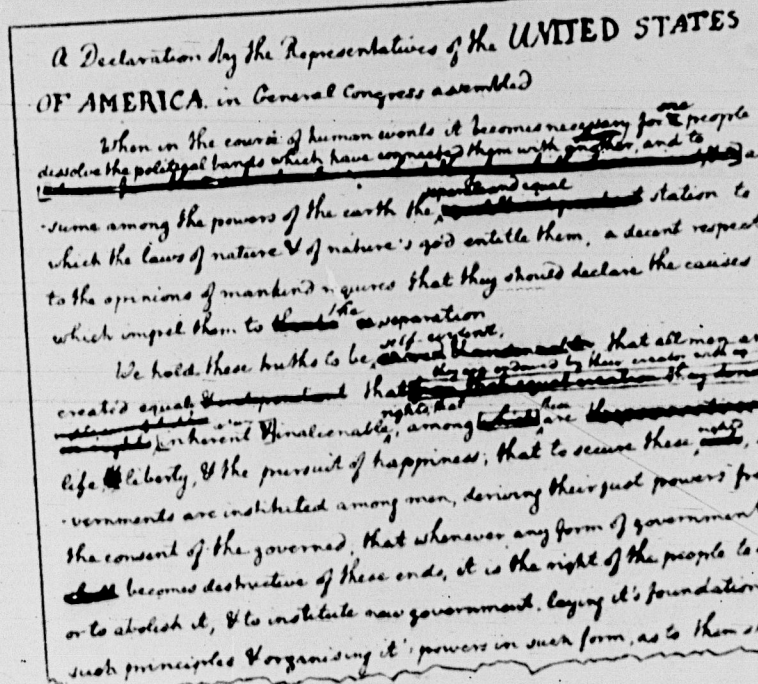 A Declaration by the Representatives of the UNITED STATES
OF AMERICA. in General Congress assembled
one
When in the course of human events it becomes necessary for people
dissolve the political bands which have connected them with another, and to
a
separate and equal
-sume among the powers of the earth the station to
which the laws of nature & of nature's god entitle them, a decent respect
to the opinions of mankind requires that they should declare the causes
the
which impel them to separation
self-evident,
We hold these truths to be that all men ar
they are endowed by their creator with
created equal that
rights, that these
inherent & inalienable among are
rights
life & liberty, & the pursuit of happiness; that to secure these
-vernments are instituted among men, deriving their just powers fro
the consent of the governed, that whenever any form of government
becomes destructive of these ends, it is the right of the people to
or to abolish it, & to institute new government, laying it's foundation
such principles & organising it's powers in such form, as to them s